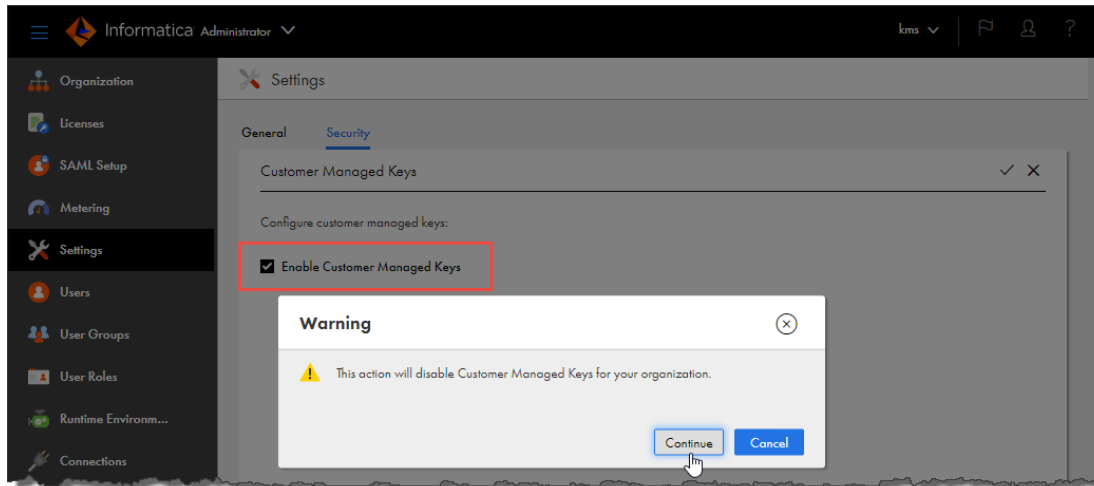 Informatica Administrator
kms
?
Organization
Licenses
SAML Setup
Metering
Settings
Users
User Groups
User Roles
Runtime Environm...
Connections
Settings
General Security
Customer Managed Keys
Configure customer managed keys:
Enable Customer Managed Keys
Warning
This action will disable Customer Managed Keys for your organization.
Continue Cancel